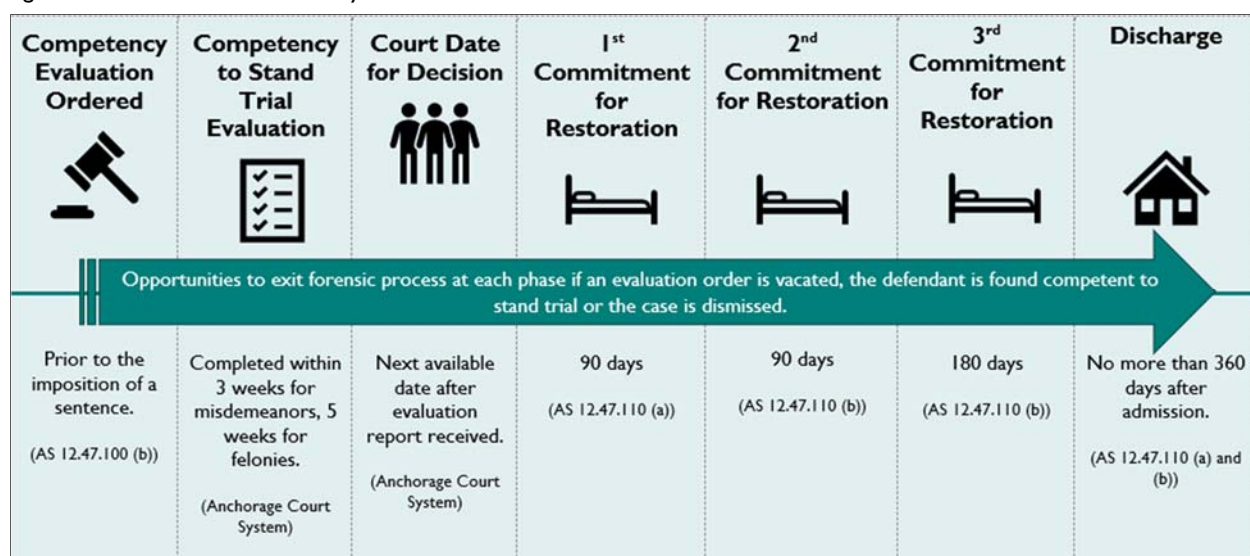 Competency
Evaluation
Ordered
Competency
to Stand
Trial
Evaluation
Court Date
for Decision
1st
Commitment
for
Restoration
2nd
Commitment
for Restoration
3rd
Commitment
for
Restoration
Discharge
Opportunities to exit forensic process at each phase if an evaluation order is vacated, the defendant is found competent to
stand trial or the case is dismissed.
Prior to the
imposition of a
sentence.
(AS 12.47.100 (b))
Completed within
3 weeks for
misdemeanors, 5
weeks for
felonies.
(Anchorage Court
System)
Next available
date after
evaluation
report received.
(Anchorage Court
System)
90 days
(AS 12.47.110 (a))
90 days
(AS 12.47.110 (b))
180 days
(AS 12.47.110 (b))
No more than 360
days after
admission.
(AS 12.47.110 (a) and
(b))